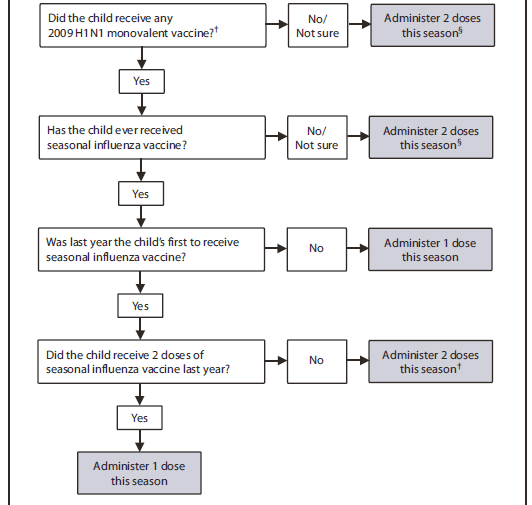 Did the child receive any
2009 H1N1 monovalent vaccine?†
No/
Not sure
Administer 2 doses
this season§
Yes
Has the child ever received
seasonal influenza vaccine?
No/
Not sure
Administer 2 doses
this season§
Yes
Was last year the child's first to receive
seasonal influenza vaccine?
No
Administer 1 dose
this season
Yes
Did the child receive 2 doses of
seasonal influenza vaccine last year?
No
Administer 2 doses
this season†
Yes
Administer 1 dose
this season